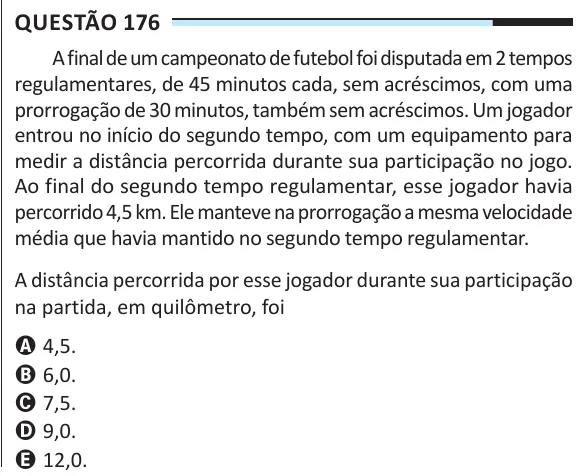 QUESTÃO 176
A final de um campeonato de futebol foi disputada em 2 tempos
regulamentares, de 45 minutos cada, sem acréscimos, com uma
prorrogação de 30 minutos, também sem acréscimos. Um jogador
entrou no início do segundo tempo, com um equipamento para
medir a distância percorrida durante sua participação no jogo.
Ao final do segundo tempo regulamentar, esse jogador havia
percorrido 4,5 km. Ele manteve na prorrogação a mesma velocidade
média que havia mantido no segundo tempo regulamentar.
A distância percorrida por esse jogador durante sua participação
na partida, em quilômetro, foi
A 4,5.
B 6,0.
C 7,5.
D 9,0.
E 12,0.